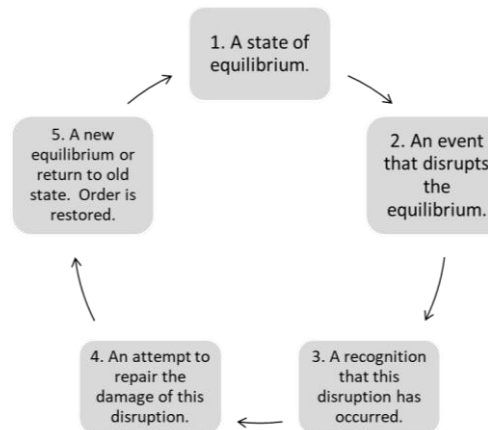 1. A state of
equilibrium.
2. An event
that disrupts
the
equilibrium.
3. A recognition
that this
disruption has
occurred.
4. An attempt to
repair the
damage of this
disruption.
5. A new
equilibrium or
return to old
state. Order is
restored.